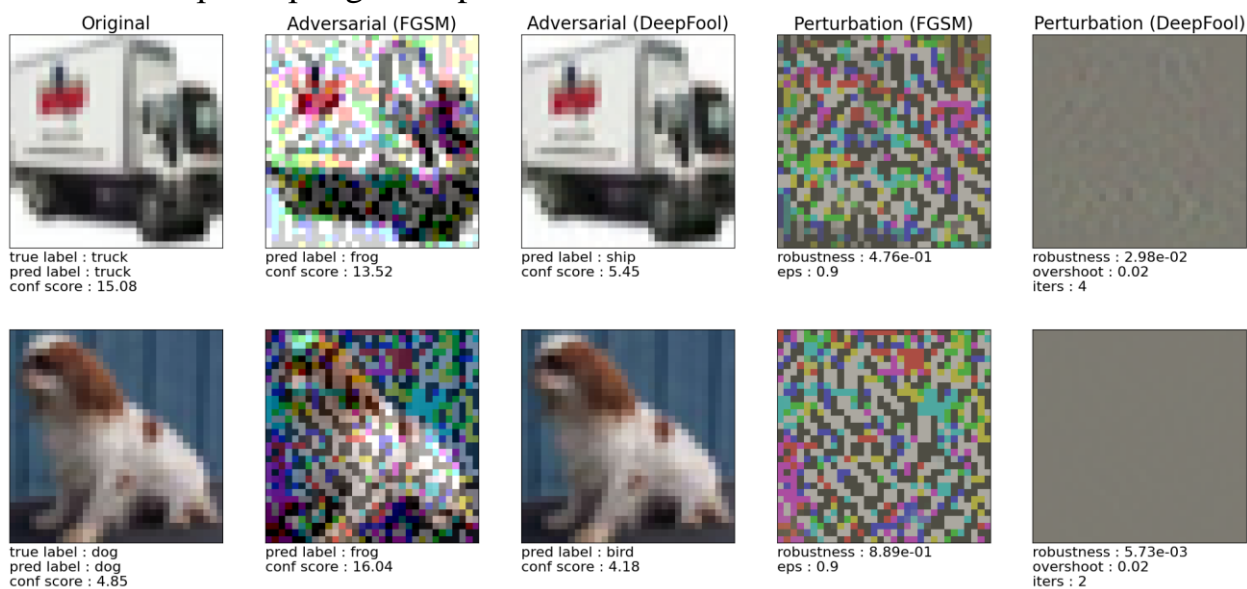 Original
Adversarial (FGSM)
Adversarial (DeepFool)
Perturbation (FGSM)
Perturbation (DeepFool)
true label : truck
pred label : truck
conf score : 15.08
pred label : frog
conf score : 13.52
pred label : ship
conf score : 5.45
robustness : 4.76e-01
eps : 0.9
robustness : 2.98e-02
overshoot : 0.02
iters : 4
true label : dog
pred label : dog
conf score : 4.85
pred label : frog
conf score : 16.04
pred label : bird
conf score : 4.18
robustness : 8.89e-01
eps : 0.9
robustness : 5.73e-03
overshoot : 0.02
iters : 2